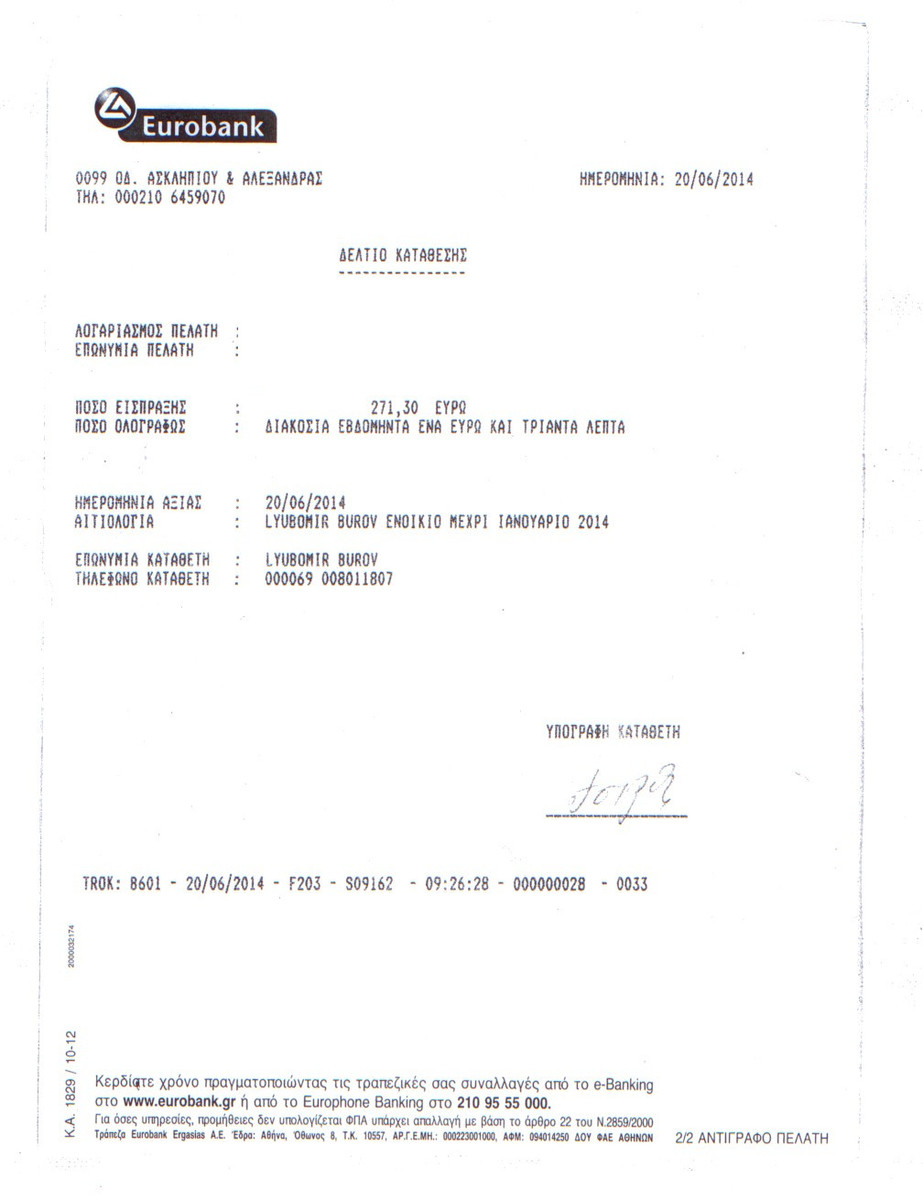 Eurobank
0099 ΟΔ. ΑΣΚΛΗΠΙΟΥ & ΑΛΕΞΑΝΔΡΑΣ ΗΜΕΡΟΜΗΝΙΑ: 20/06/2014
ΤΗΛ: 000210 6459070
ΔΕΛΤΙΟ ΚΑΤΑΘΕΣΗΣ
ΛΟΓΑΡΙΑΣΜΟΣ ΠΕΛΑΤΗ :
ΕΠΩΝΥΜΙΑ ΠΕΛΑΤΗ :
ΠΟΣΟ ΕΙΣΠΡΑΞΗΣ : 271,30 ΕΥΡΩ
ΠΟΣΟ ΟΛΟΓΡΑΦΩΣ : ΔΙΑΚΟΣΙΑ ΕΒΔΟΜΗΝΤΑ ΕΝΑ ΕΥΡΩ ΚΑΙ ΤΡΙΑΝΤΑ ΛΕΠΤΑ
ΗΜΕΡΟΜΗΝΙΑ ΑΞΙΑΣ : 20/06/2014
ΑΙΤΙΟΛΟΓΙΑ : LYUBOMIR BUROV ΕΝΟΙΚΙΟ ΜΕΧΡΙ ΙΑΝΟΥΑΡΙΟ 2014
ΕΠΩΝΥΜΙΑ ΚΑΤΑΘΕΤΗ : LYUBOMIR BUROV
ΤΗΛΕΦΩΝΟ ΚΑΤΑΘΕΤΗ : 000069 008011807
ΥΠΟΓΡΑΦΗ ΚΑΤΑΘΕΤΗ
TROK: 8601 - 20/06/2014 - F203 - S09162 - 09:26:28 - 000000028 - 0033
2000032174
Κ.Α. 1829 / 10-12
Κερδίστε χρόνο πραγματοποιώντας τις τραπεζικές σας συναλλαγές από το e-Banking
στο www.eurobank.gr ή από το Europhone Banking στο 210 95 55 000.
Για όσες υπηρεσίες, προμήθειες δεν υπολογίζεται ΦΠΑ υπάρχει απαλλαγή με βάση το άρθρο 22 του Ν.2859/2000
Τράπεζα Eurobank Ergasias Α.Ε. Έδρα: Αθήνα, Όθωνος 8, Τ.Κ. 10557, ΑΡ.Γ.Ε.ΜΗ.: 000223001000, ΑΦΜ: 094014250 ΔΟΥ ΦΑΕ ΑΘΗΝΩΝ 2/2 ΑΝΤΙΓΡΑΦΟ ΠΕΛΑΤΗ